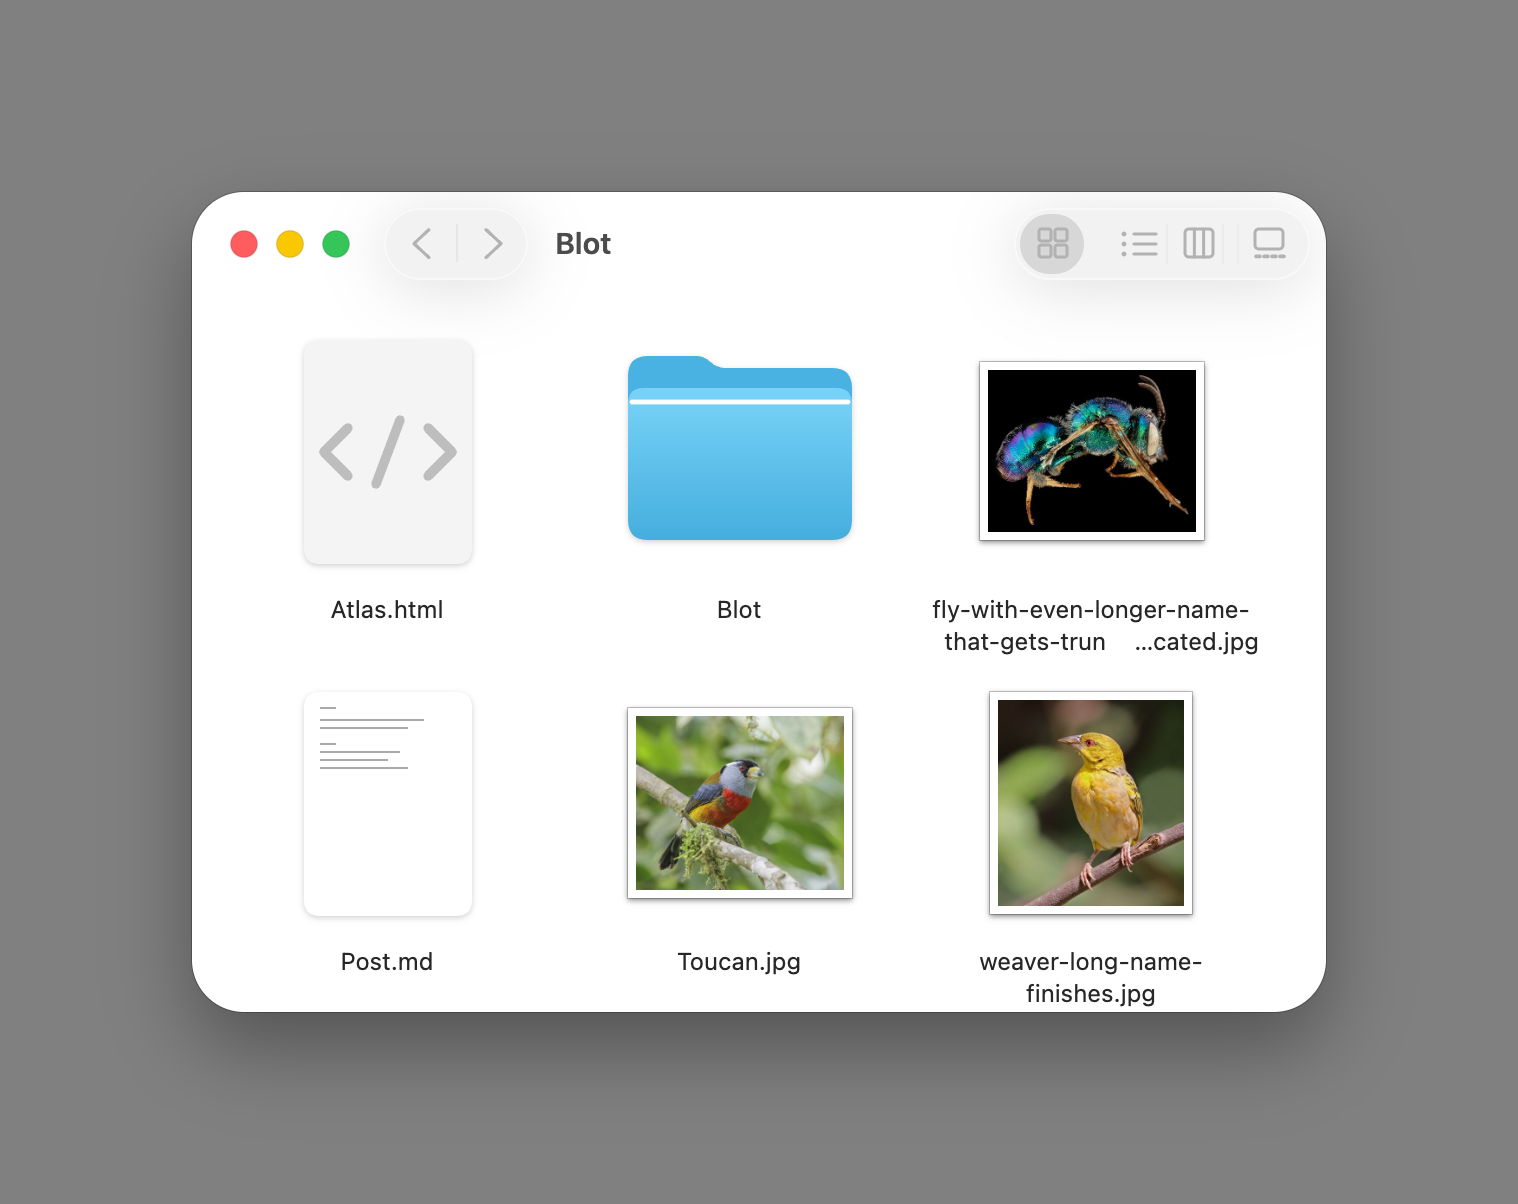 Blot
Atlas.html
Blot
fly-with-even-longer-name-
that-gets-trun ...cated.jpg
Post.md
Toucan.jpg
weaver-long-name-
finishes.jpg